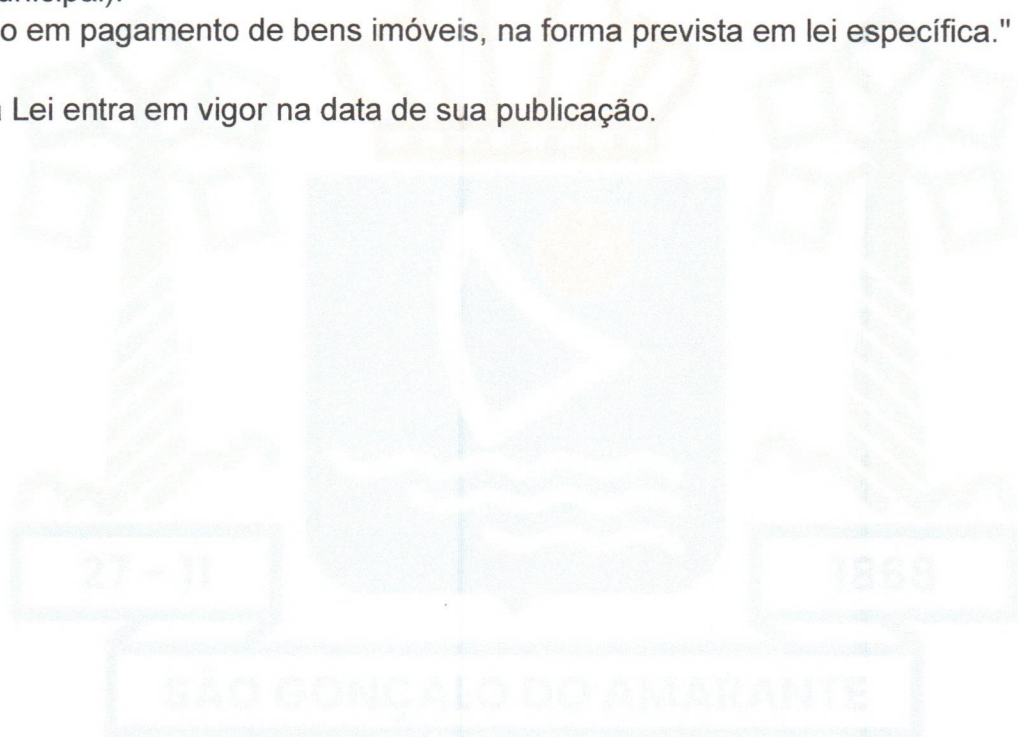 o em pagamento de bens imóveis, na forma prevista em lei específica."
Lei entra em vigor na data de sua publicação.
27 - 11
1868
SÃO GONÇALO DO AMARANTE